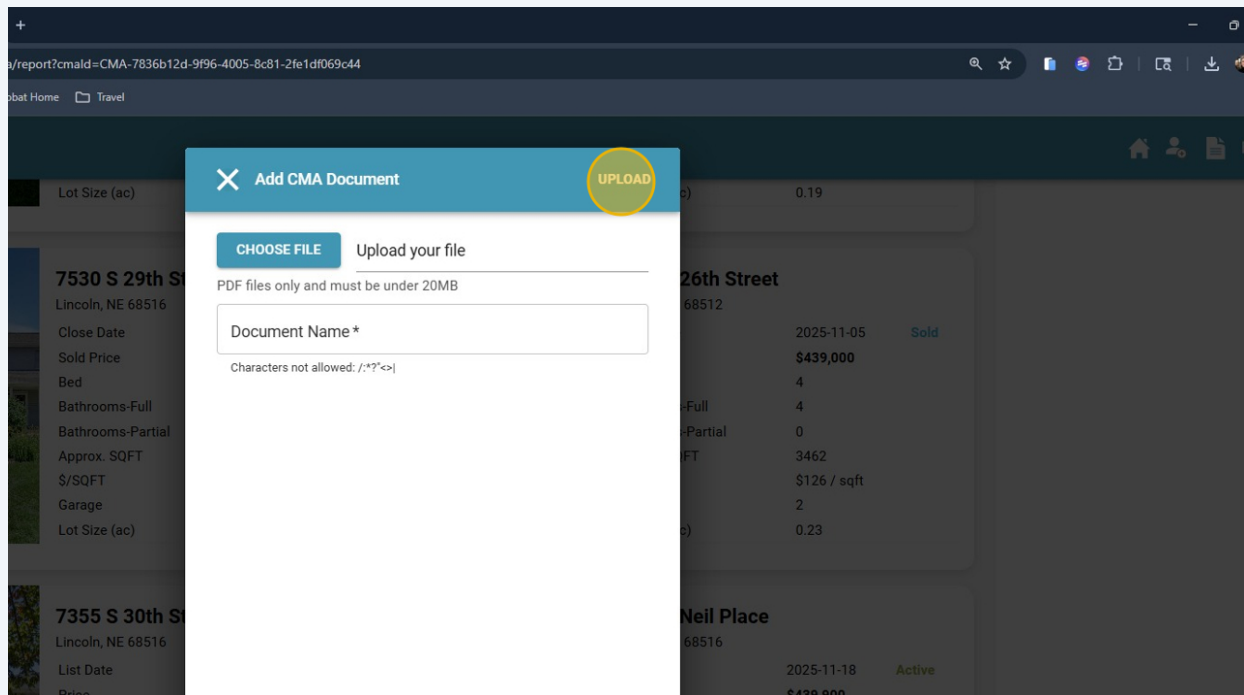 +
a/report?cmaId=CMA-7836b12d-9f96-4005-8c81-2fe1df069c44
obat Home Travel
Add CMA Document UPLOAD
Lot Size (ac) c) 0.19
CHOOSE FILE Upload your file
PDF files only and must be under 20MB
Document Name *
Characters not allowed: /:*?"<>|
7530 S 29th St 26th Street
Lincoln, NE 68516 68512
Close Date 2025-11-05 Sold
Sold Price $439,000
Bed 4
Bathrooms-Full s-Full 4
Bathrooms-Partial s-Partial 0
Approx. SQFT FT 3462
$/SQFT $126 / sqft
Garage 2
Lot Size (ac) c) 0.23
7355 S 30th St Neil Place
Lincoln, NE 68516 68516
List Date 2025-11-18 Active
Price $439,900